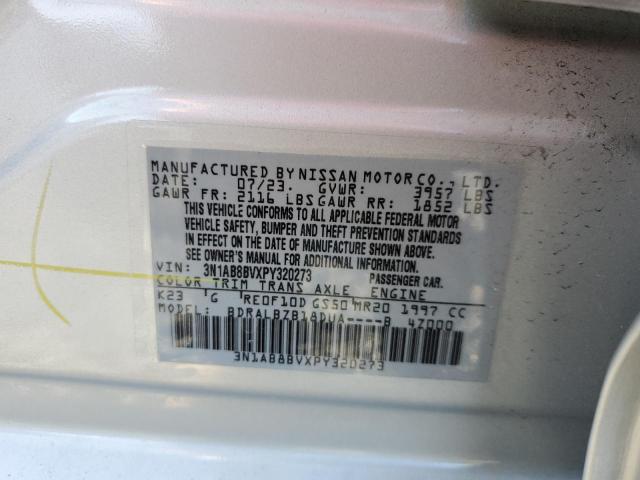 MANUFACTURED BY NISSAN MOTOR CO., LTD.
DATE: 07/23. GVWR: 3957 LBS
GAWR FR: 2116 LBS GAWR RR: 1852 LBS
THIS VEHICLE CONFORMS TO ALL APPLICABLE FEDERAL MOTOR
VEHICLE SAFETY, BUMPER AND THEFT PREVENTION STANDARDS
IN EFFECT ON THE DATE OF MANUFACTURE SHOWN ABOVE.
SEE OWNER'S MANUAL FOR ADDITIONAL INFORMATION.
VIN: 3N1AB8BVXPY320273 PASSENGER CAR.
COLOR TRIM TRANS AXLE ENGINE
K23 'G 'RE0F10D GS50'MR20 1997 CC
MODEL: BDRALBZB18DUA----B 4Z000
3N1AB8BVXPY320273